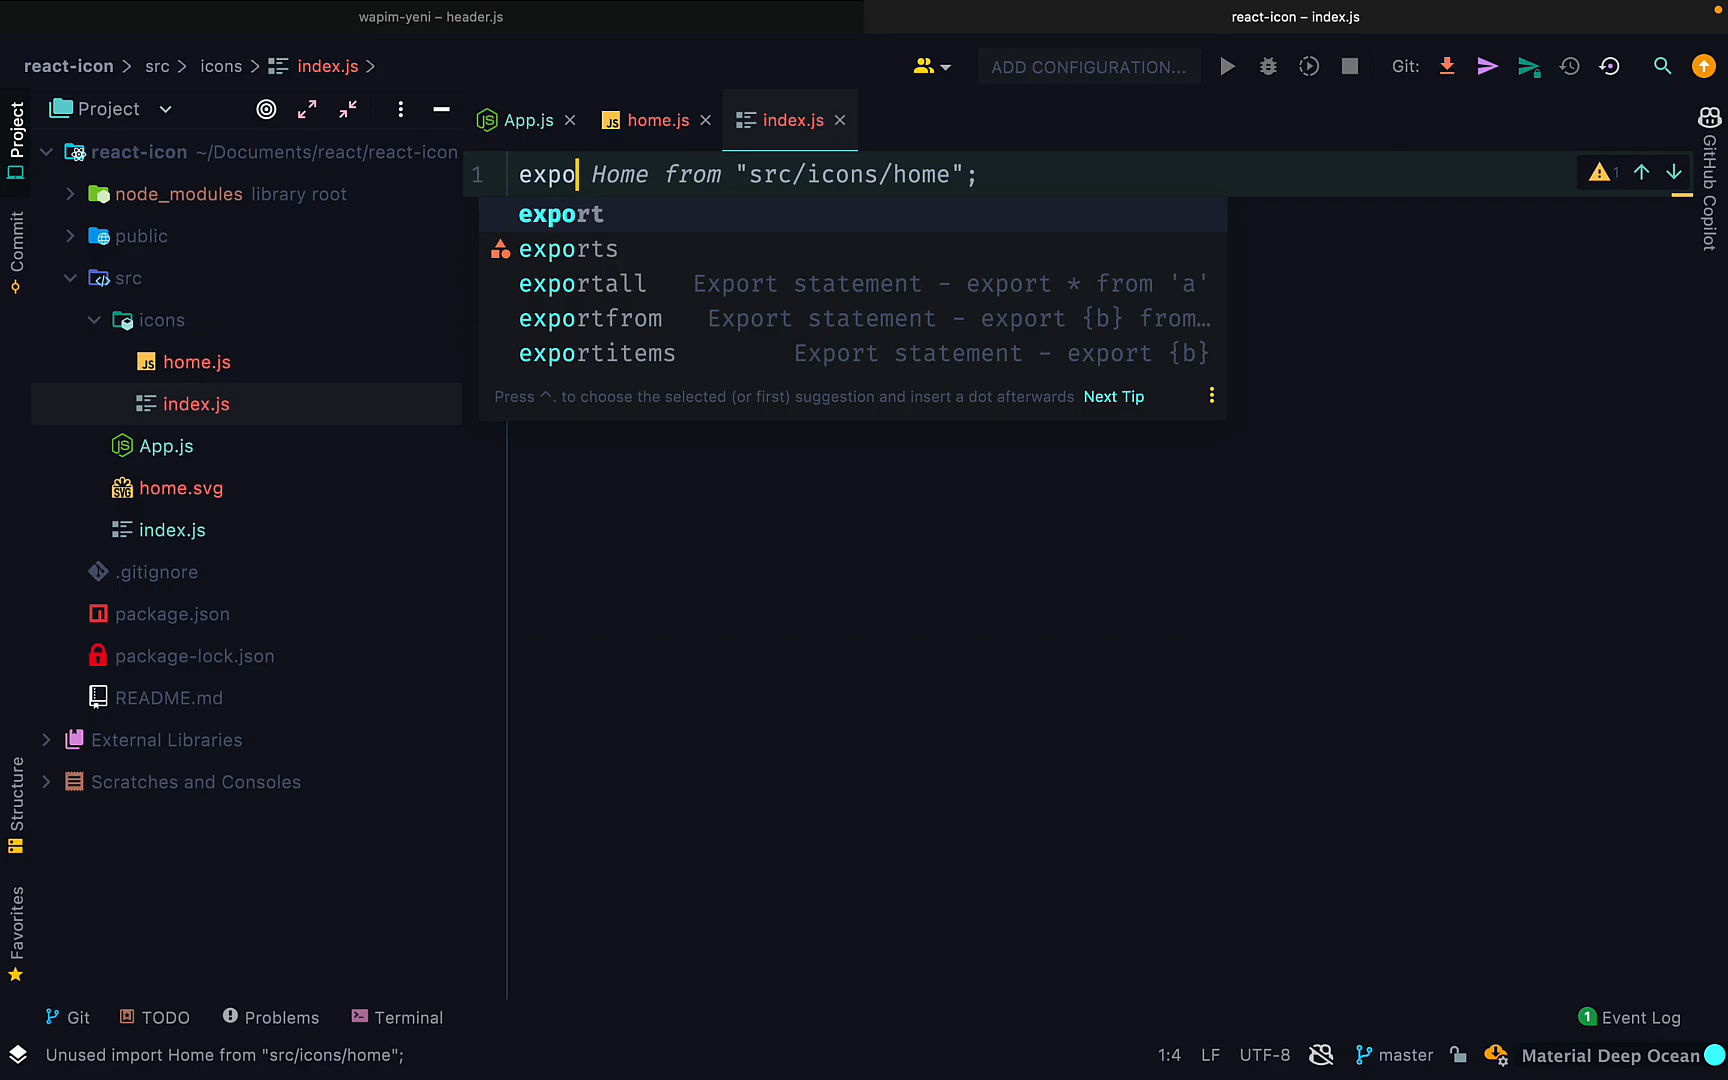 wapim-yeni – header.js
react-icon – index.js
react-icon
src
icons
index.js
ADD CONFIGURATION...
Git:
Project
Project
App.js
home.js
index.js
react-icon ~/Documents/react/react-icon
node_modules library root
public
src
icons
home.js
index.js
App.js
home.svg
index.js
.gitignore
package.json
package-lock.json
README.md
External Libraries
Scratches and Consoles
Commit
Structure
Favorites
1
expo Home from "src/icons/home";
1
export
exports
exportall Export statement - export * from 'a'
exportfrom Export statement - export {b} from…
exportitems Export statement - export {b}
Press ^. to choose the selected (or first) suggestion and insert a dot afterwards Next Tip
GitHub Copilot
Git
TODO
Problems
Terminal
1 Event Log
Unused import Home from "src/icons/home";
1:4
LF
UTF-8
master
Material Deep Ocean